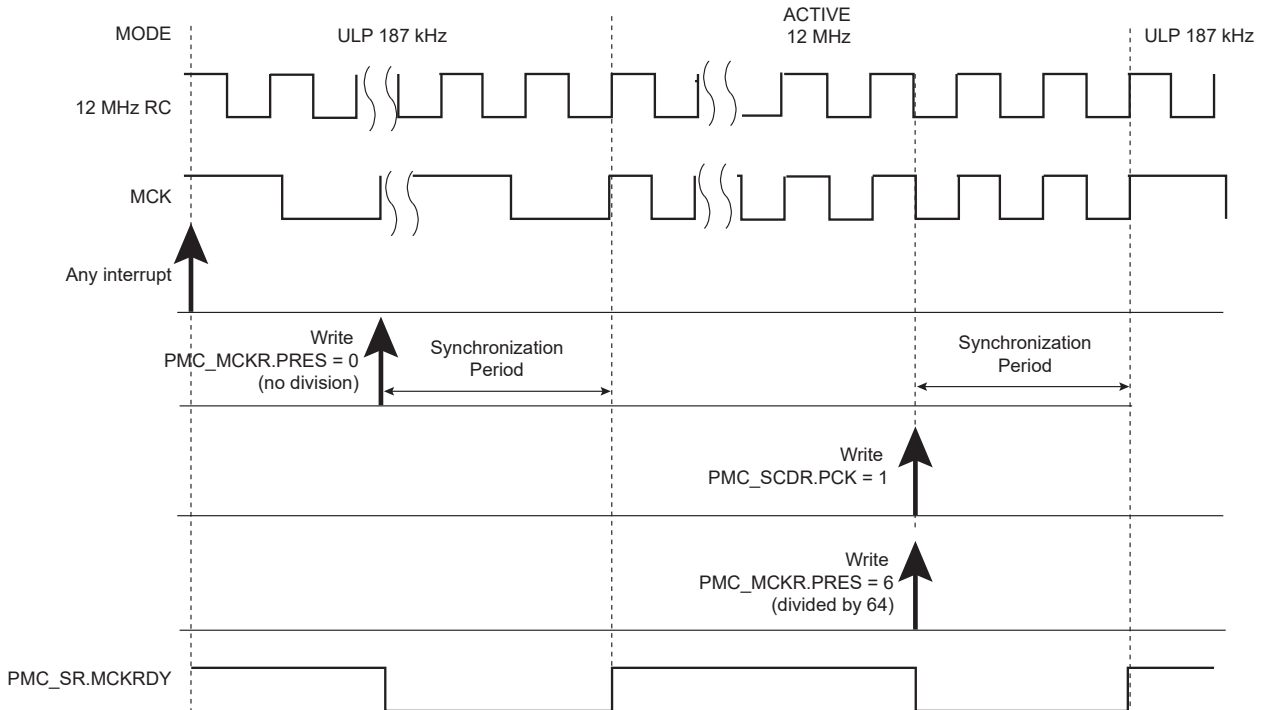 MODE
ULP 187 kHz
ACTIVE
12 MHz
ULP 187 kHz
12 MHz RC
MCK
Any interrupt
Write
PMC_MCKR.PRES = 0
(no division)
Synchronization
Period
Synchronization
Period
Write
PMC_SCDR.PCK = 1
Write
PMC_MCKR.PRES = 6
(divided by 64)
PMC_SR.MCKRDY